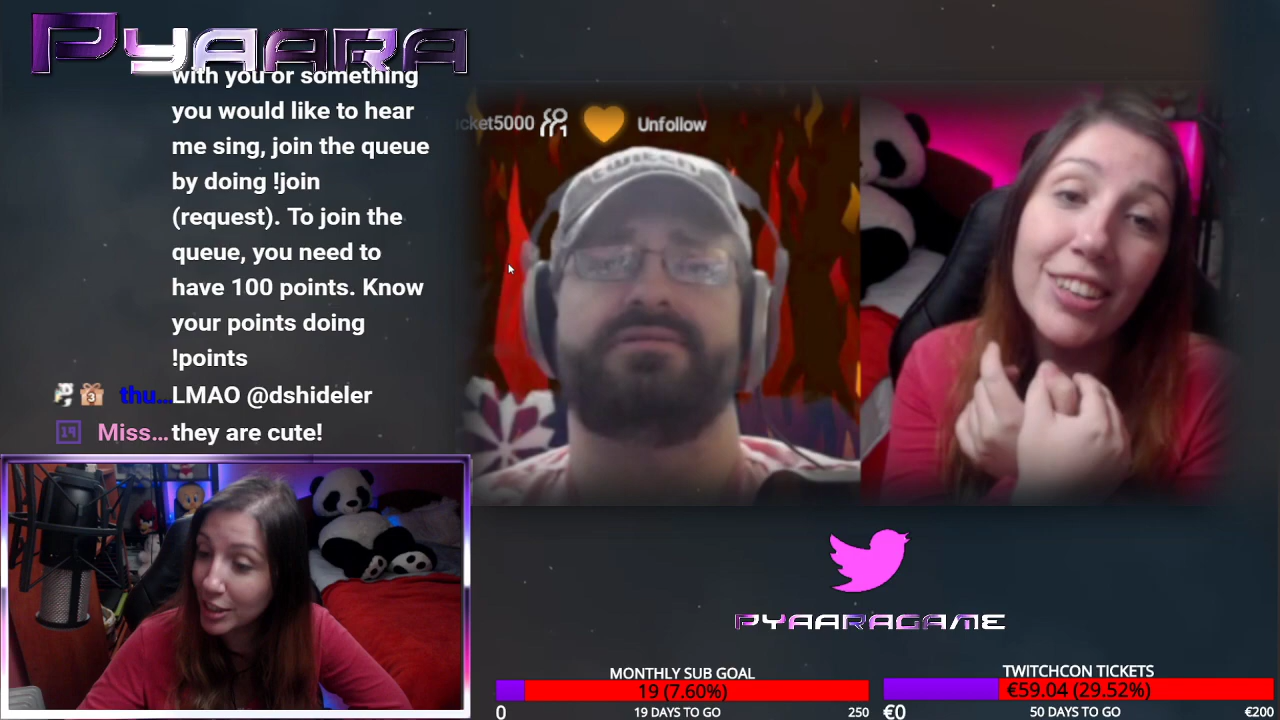 PYAARA
with you or something
you would like to hear
me sing, join the queue
by doing !join
(request). To join the
queue, you need to
have 100 points. Know
your points doing
!points
thu... LMAO @dshideler
Miss... they are cute!
cket5000
Unfollow
twitch
PYAARAGAME
MONTHLY SUB GOAL
19 (7.60%)
0 19 DAYS TO GO 250
TWITCHCON TICKETS
€59.04 (29.52%)
€0 50 DAYS TO GO €200